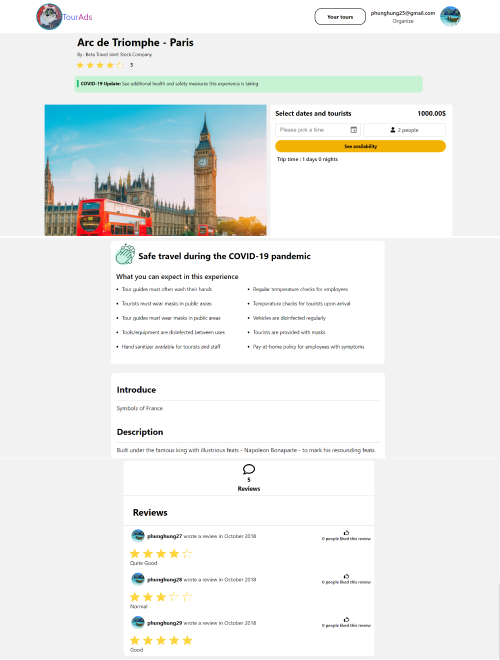 TourAds
Your tours
phunghung25@gmail.com
Organize
Arc de Triomphe - Paris
By : Beta Travel Joint Stock Company
5
COVID-19 Update: See additional health and safety measures this experience is taking
Select dates and tourists
1000.00$
Please pick a time
2 people
See availability
Trip time : 1 days 0 nights
Safe travel during the COVID-19 pandemic
What you can expect in this experience
• Tour guides must often wash their hands
• Regular temperature checks for employees
• Tourists must wear masks in public areas
• Temperature checks for tourists upon arrival
• Tour guides must wear masks in public areas
• Vehicles are disinfected regularly
• Tools/equipment are disinfected between uses
• Tourists are provided with masks
• Hand sanitizer available for tourists and staff
• Pay-at-home policy for employees with symptoms
Introduce
Symbols of France
Description
Built under the famous king with illustrious feats - Napoleon Bonaparte - to mark his resounding feats.
5
Reviews
Reviews
phunghung27 wrote a review in October 2018
0 people liked this review
Quite Good
phunghung28 wrote a review in October 2018
0 people liked this review
Normal
phunghung29 wrote a review in October 2018
0 people liked this review
Good